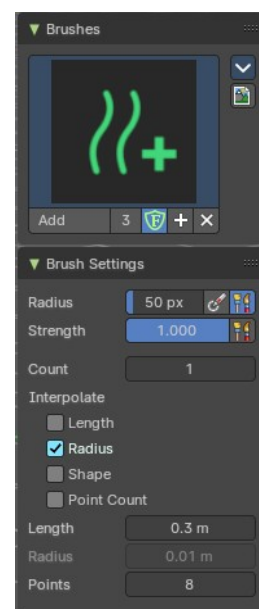 Brushes
Add 3 F
Brush Settings
Radius 50 px
Strength 1.000
Count 1
Interpolate
Length
Radius
Shape
Point Count
Length 0.3 m
Radius 0.01 m
Points 8